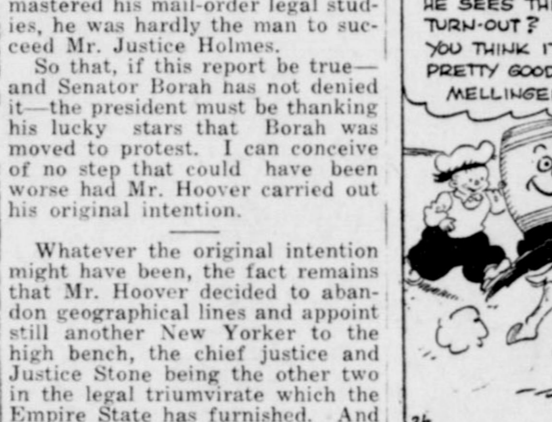 mastered his mail-order legal stud-
ies, he was hardly the man to suc-
ceed Mr. Justice Holmes.
So that, if this report be true—
and Senator Borah has not denied
it—the president must be thanking
his lucky stars that Borah was
moved to protest. I can conceive
of no step that could have been
worse had Mr. Hoover carried out
his original intention.
Whatever the original intention
might have been, the fact remains
that Mr. Hoover decided to aban-
don geographical lines and appoint
still another New Yorker to the
high bench, the chief justice and
Justice Stone being the other two
in the legal triumvirate which the
Empire State has furnished. And
HE SEES
TURN-OUT?
YOU THINK
PRETTY GOOD